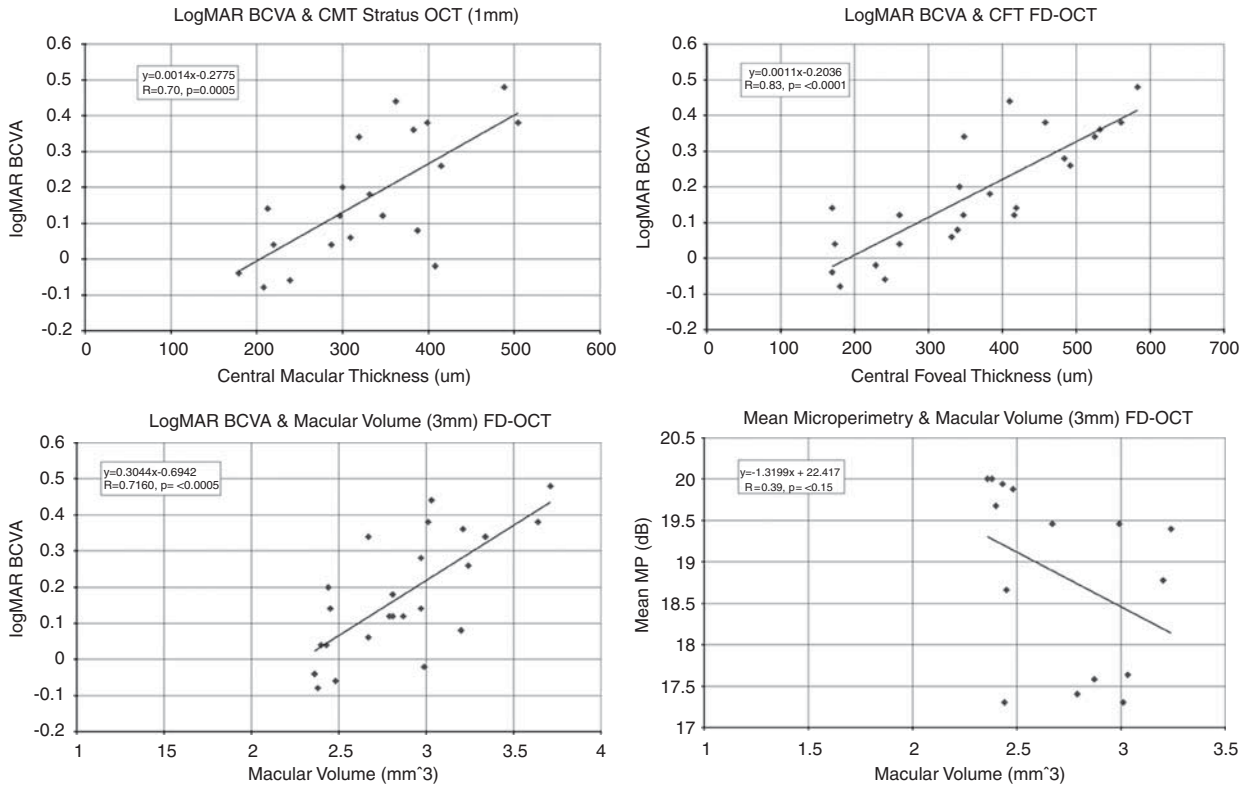 LogMAR BCVA & CMT Stratus OCT (1mm)
0.6
0.5
0.4
0.3
0.2
0.1
0
-0.1
-0.2
logMAR BCVA
y=0.0014x-0.2775
R=0.70, p=0.0005
0 100 200 300 400 500 600
Central Macular Thickness (um)
LogMAR BCVA & CFT FD-OCT
0.6
0.5
0.4
0.3
0.2
0.1
0
-0.1
-0.2
LogMAR BCVA
y=0.0011x-0.2036
R=0.83, p= <0.0001
0 100 200 300 400 500 600 700
Central Foveal Thickness (um)
LogMAR BCVA & Macular Volume (3mm) FD-OCT
0.6
0.5
0.4
0.3
0.2
0.1
0
-0.1
-0.2
logMAR BCVA
y=0.3044x-0.6942
R=0.7160, p= <0.0005
1 15 2 2.5 3 3.5 4
Macular Volume (mm^3)
Mean Microperimetry & Macular Volume (3mm) FD-OCT
20.5
20
19.5
19
18.5
18
17.5
17
Mean MP (dB)
y=-1.3199x + 22.417
R=0.39, p= <0.15
1 1.5 2 2.5 3 3.5
Macular Volume (mm^3)